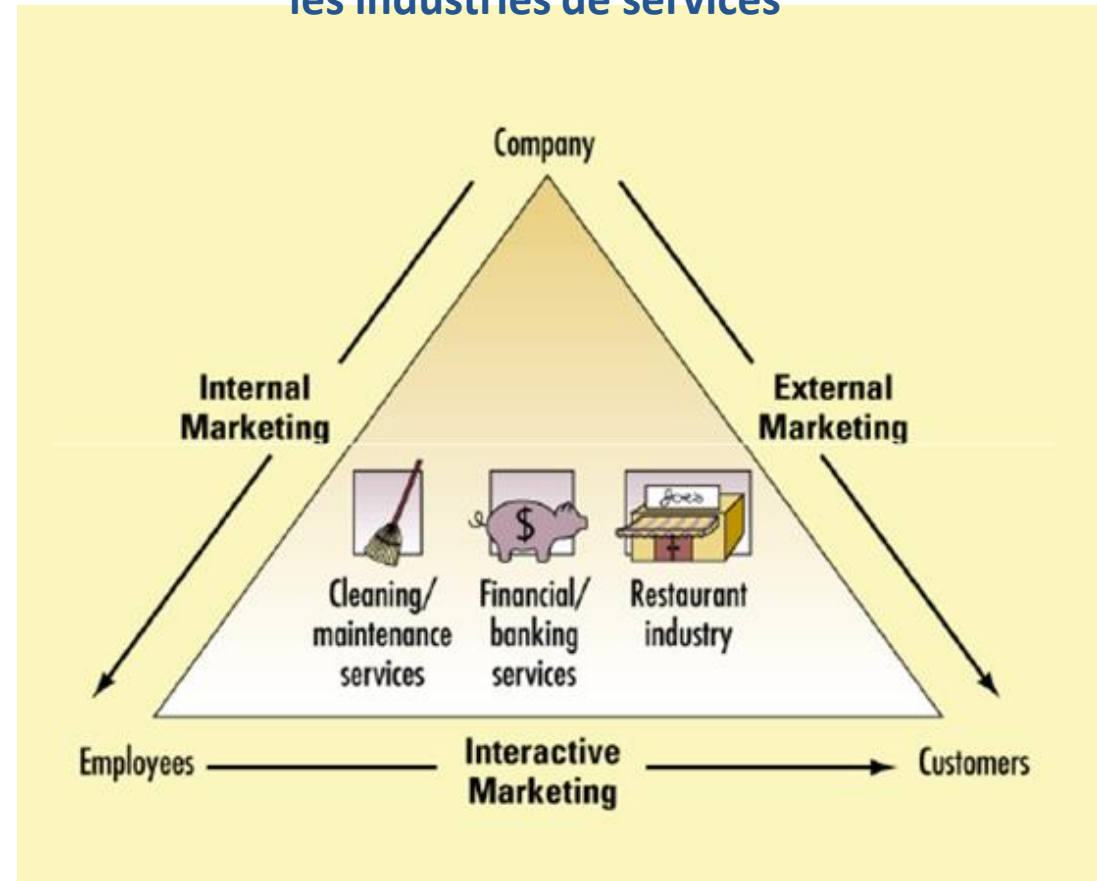 les industries de services
Company
Internal
Marketing
External
Marketing
Joe's
$
Cleaning/
maintenance
services
Financial/
banking
services
Restaurant
industry
Employees
Interactive
Marketing
Customers